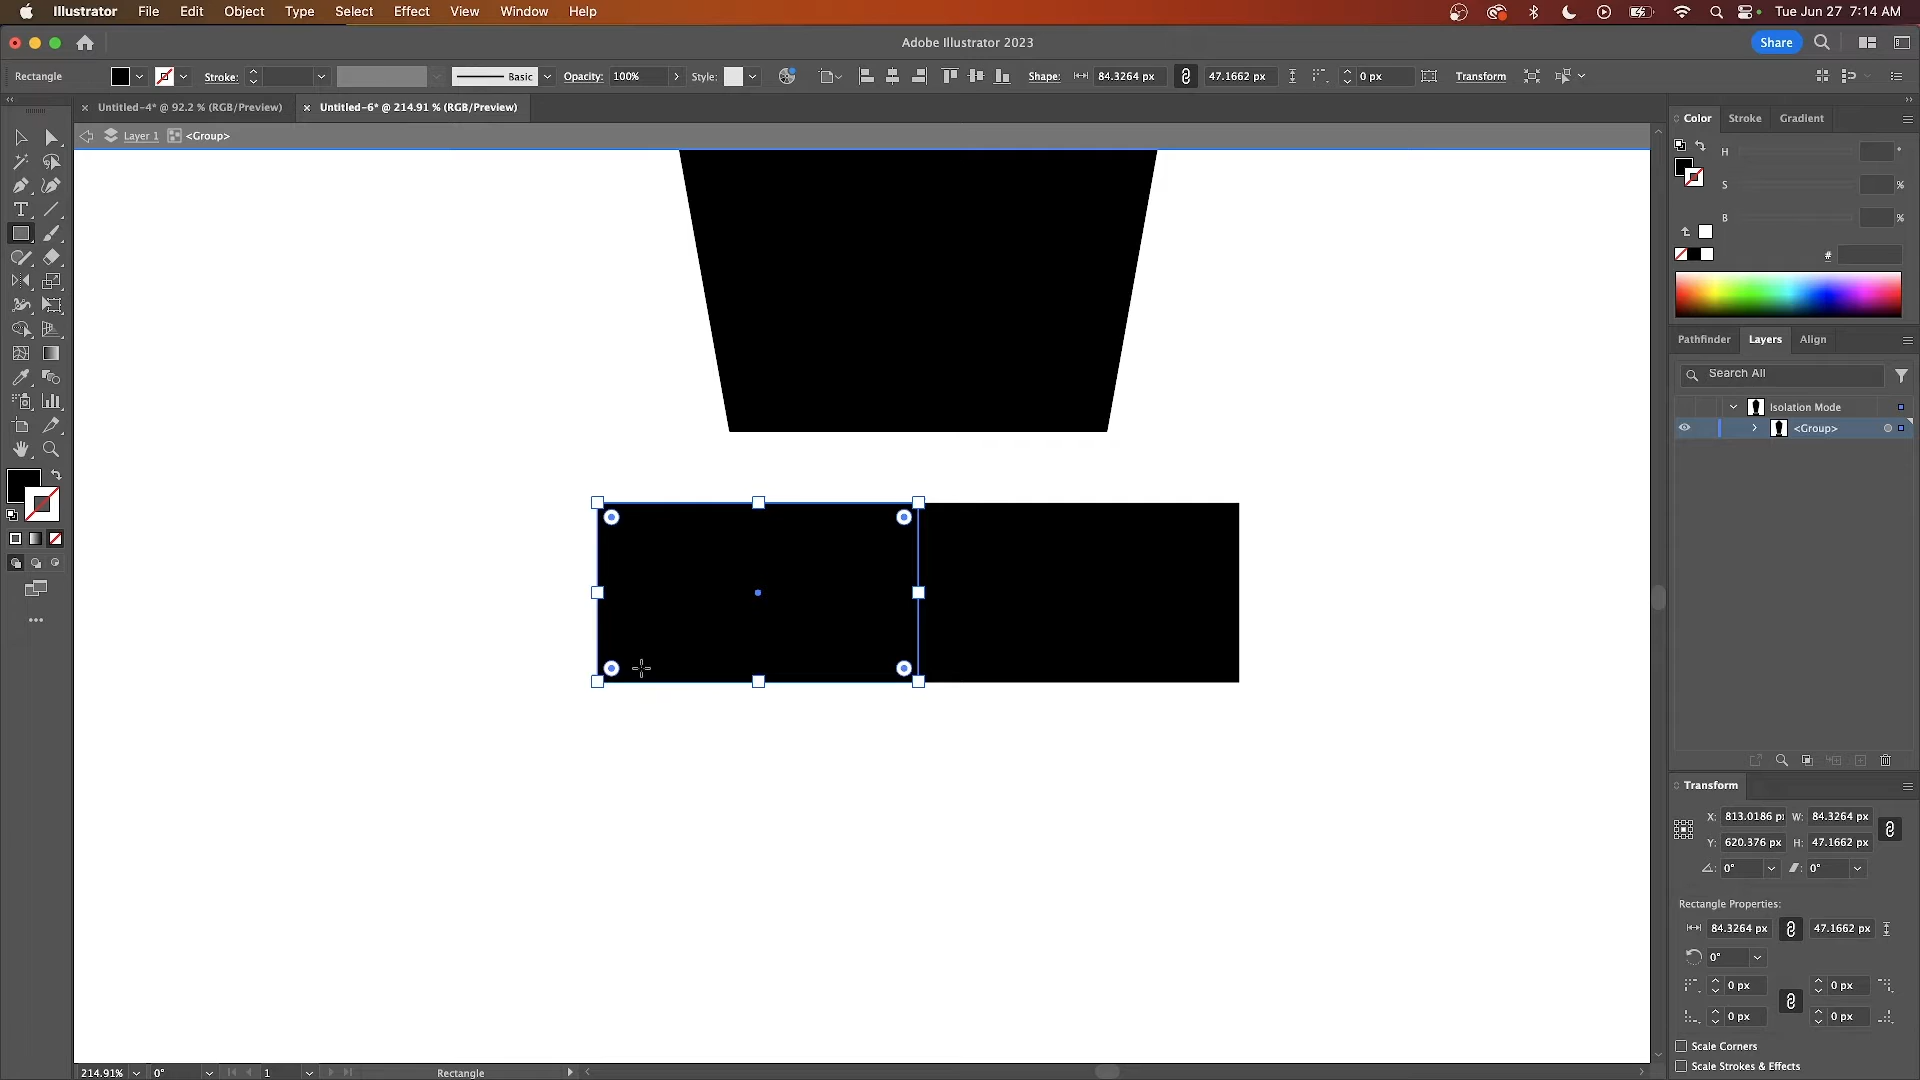 Illustrator File Edit Object Type Select Effect View Window Help Tue Jun 27 7:14 AM
Adobe Illustrator 2023 Share
Rectangle Stroke: Basic Opacity: 100% Style: Shape: 84.3264 px 47.1662 px 0 px Transform
× Untitled-4* @ 92.2 % (RGB/Preview) × Untitled-6* @ 214.91 % (RGB/Preview)
Layer 1 <Group>
Color Stroke Gradient
H °
S %
B %
#
Pathfinder Layers Align
Search All
Isolation Mode
<Group>
Transform
X: 813.0186 p W: 84.3264 px
Y: 620.376 px H: 47.1662 px
0° 0°
Rectangle Properties:
84.3264 px 47.1662 px
0°
0 px 0 px
0 px 0 px
Scale Corners
Scale Strokes & Effects
214.91% 0° 1 Rectangle